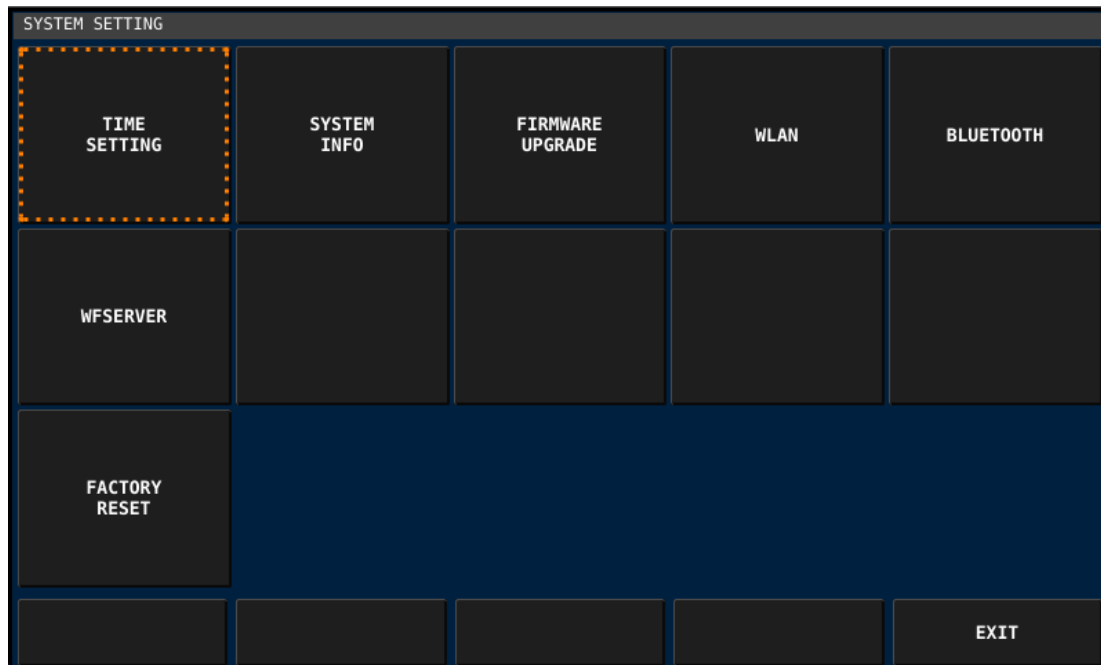 SYSTEM SETTING
TIME
SETTING
SYSTEM
INFO
FIRMWARE
UPGRADE
WLAN
BLUETOOTH
WFSERVER
FACTORY
RESET
EXIT